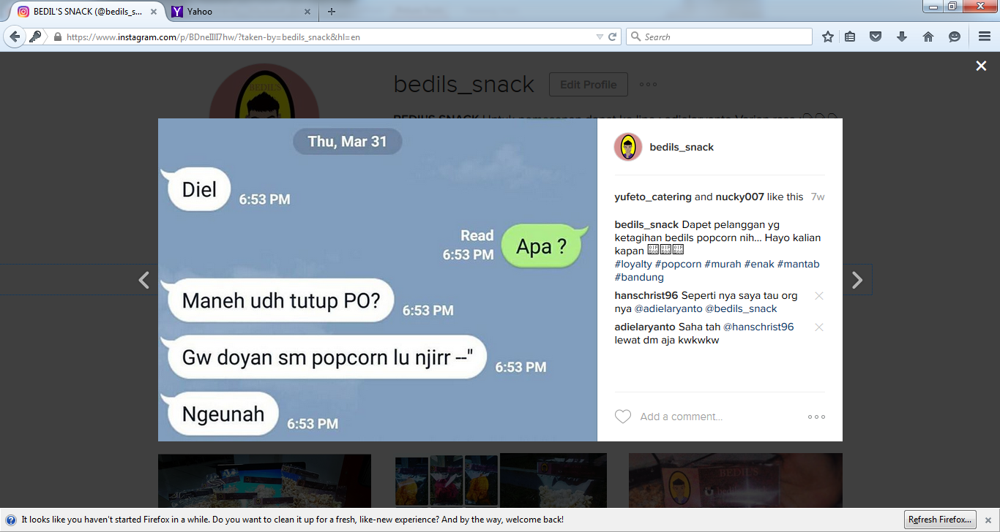 BEDIL'S SNACK (@bedils_s...
Yahoo
https://www.instagram.com/p/BDneIIlI7hw/?taken-by=bedils_snack&hl=en
Search
BEDIL'S
bedils_snack
Edit Profile
BEDIL'S SNACK Untuk pemesanan dapat ke line : adielaryanto Varian rasa :
Thu, Mar 31
Diel
6:53 PM
Read
6:53 PM
Apa ?
Maneh udh tutup PO?
6:53 PM
Gw doyan sm popcorn lu njirr --"
6:53 PM
Ngeunah
6:53 PM
bedils_snack
yufeto_catering and nucky007 like this 7w
bedils_snack Dapet pelanggan yg
ketagihan bedils popcorn nih... Hayo kalian
kapan
#loyalty #popcorn #murah #enak #mantab
#bandung
hanschrist96 Seperti nya saya tau org
nya @adielaryanto @bedils_snack
adielaryanto Saha tah @hanschrist96
lewat dm aja kwkwkw
Add a comment...
BEDIL'S
It looks like you haven't started Firefox in a while. Do you want to clean it up for a fresh, like-new experience? And by the way, welcome back!
Refresh Firefox...